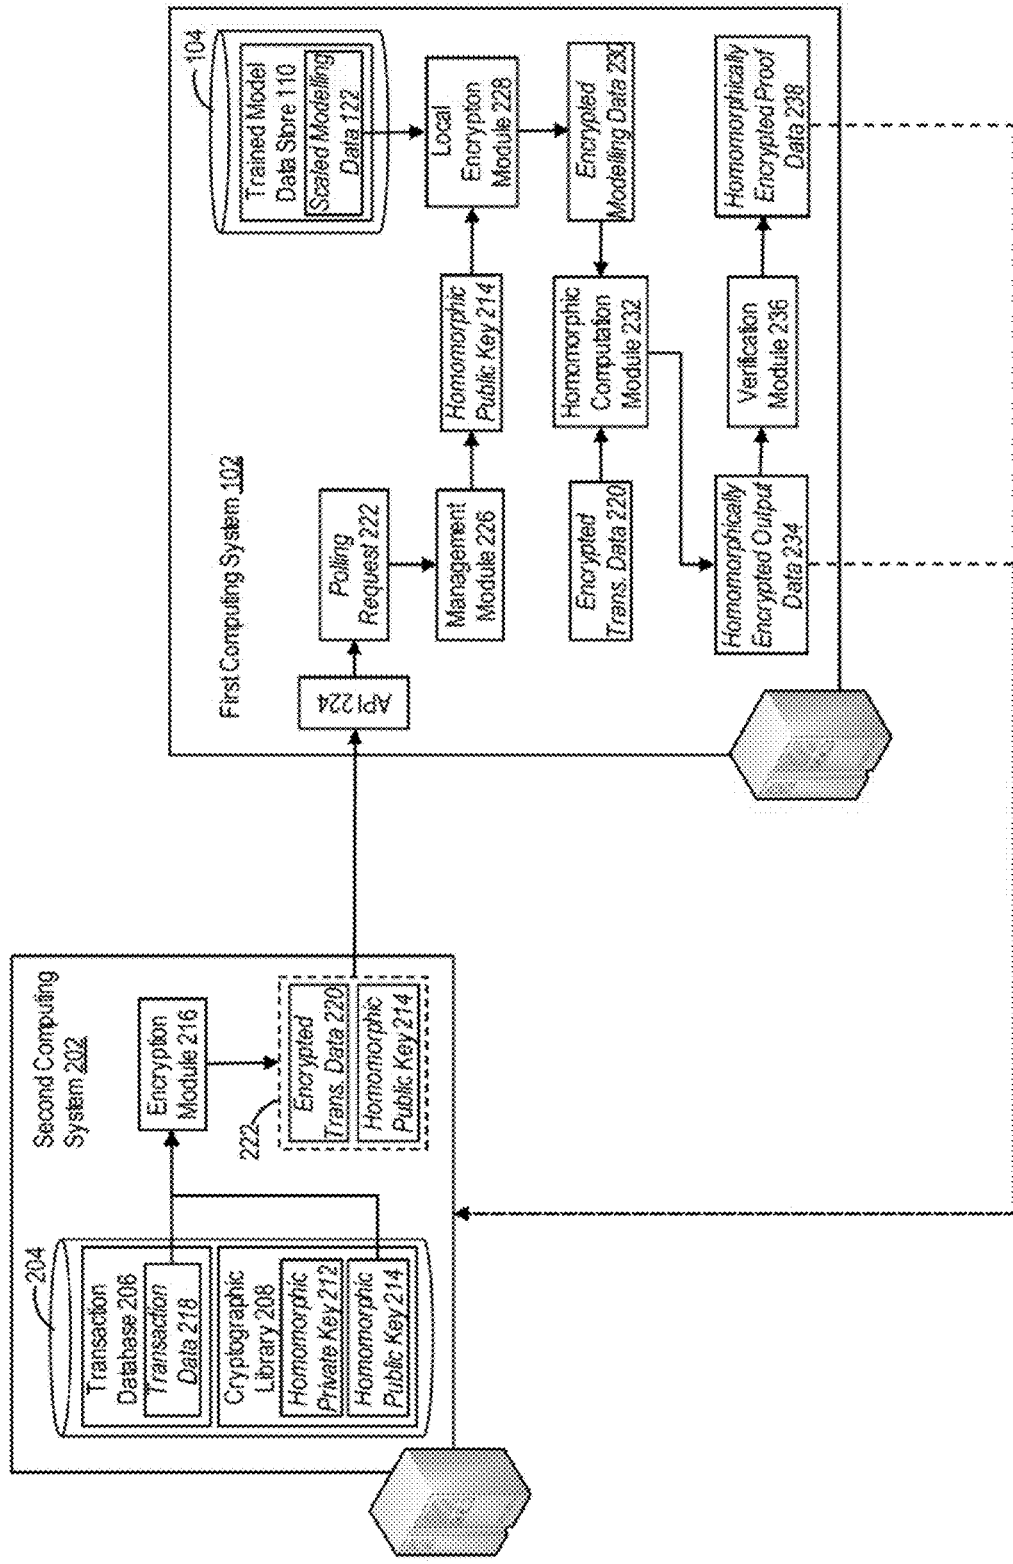 Second Computing
System 202
204
Transaction
Database 206
Transaction
Data 218
Cryptographic
Library 208
Homomorphic
Private Key 212
Homomorphic
Public Key 214
Encryption
Module 216
222
Encrypted
Trans. Data 220
Homomorphic
Public Key 214
First Computing System 102
104
Trained Model
Data Store 110
Scaled Modelling
Data 122
API 224
Polling
Request 222
Management
Module 226
Homomorphic
Public Key 214
Local
Encryption
Module 228
Encrypted
Modelling Data 230
Encrypted
Trans. Data 220
Homomorphic
Computation
Module 232
Homomorphically
Encrypted Output
Data 234
Verification
Module 236
Homomorphically
Encrypted Proof
Data 238